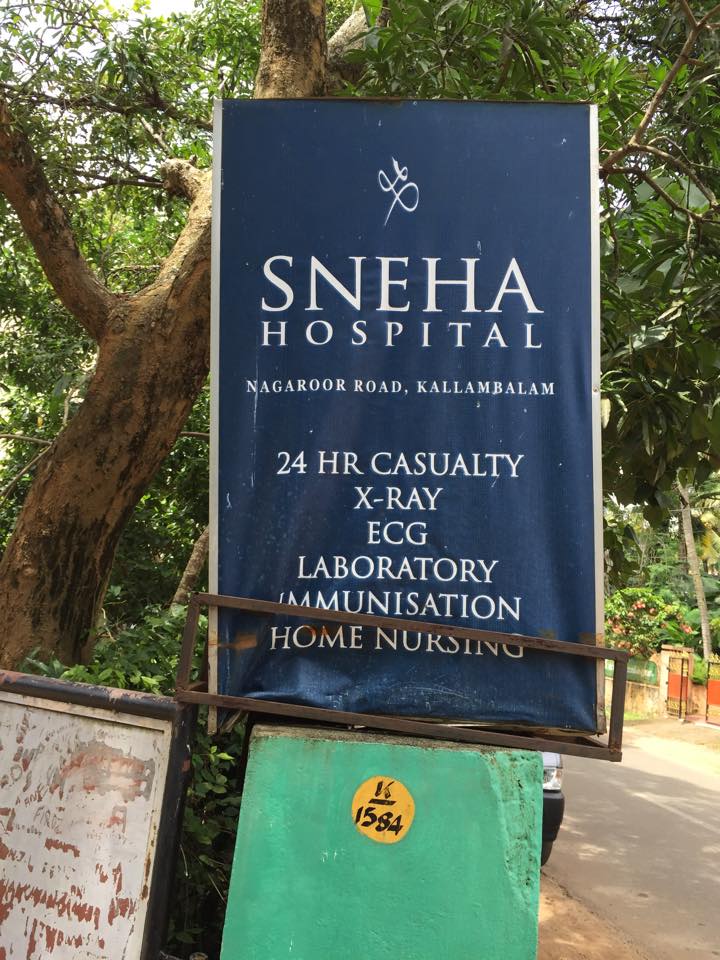 SNEHA
HOSPITAL
NAGAROOR ROAD, KALLAMBALAM
24 HR CASUALTY
X-RAY
ECG
LABORATORY
IMMUNISATION
HOME NURSING
K
1584